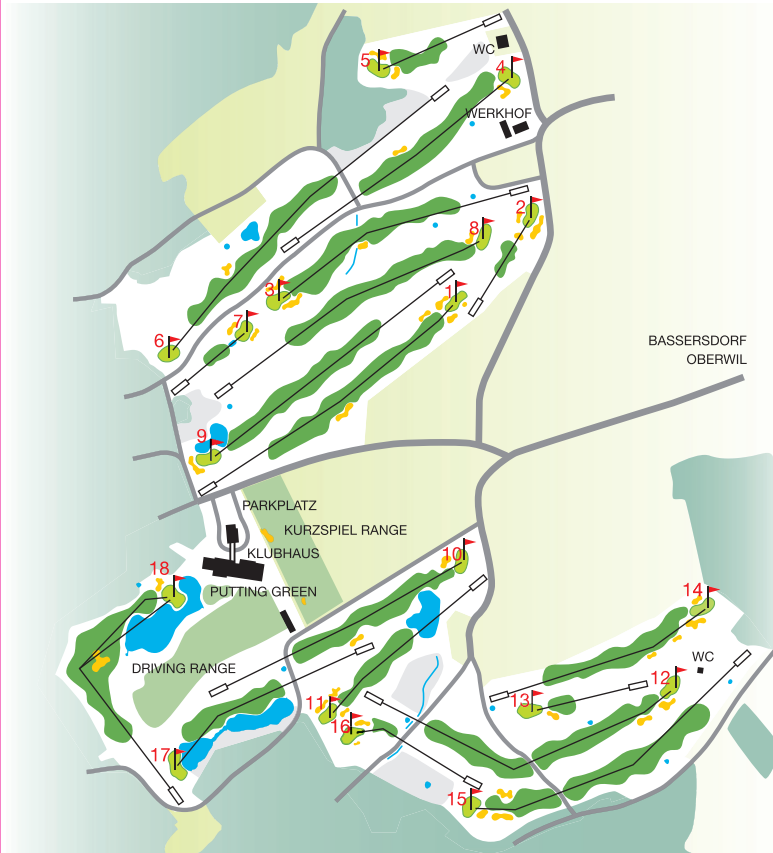 5
WC
4
WERKHOF
2
8
3
1
7
6
BASSERSDORF
OBERWIL
9
PARKPLATZ
KURZSPIEL RANGE
KLUBHAUS
10
18
PUTTING GREEN
14
WC
DRIVING RANGE
12
13
11
16
17
15